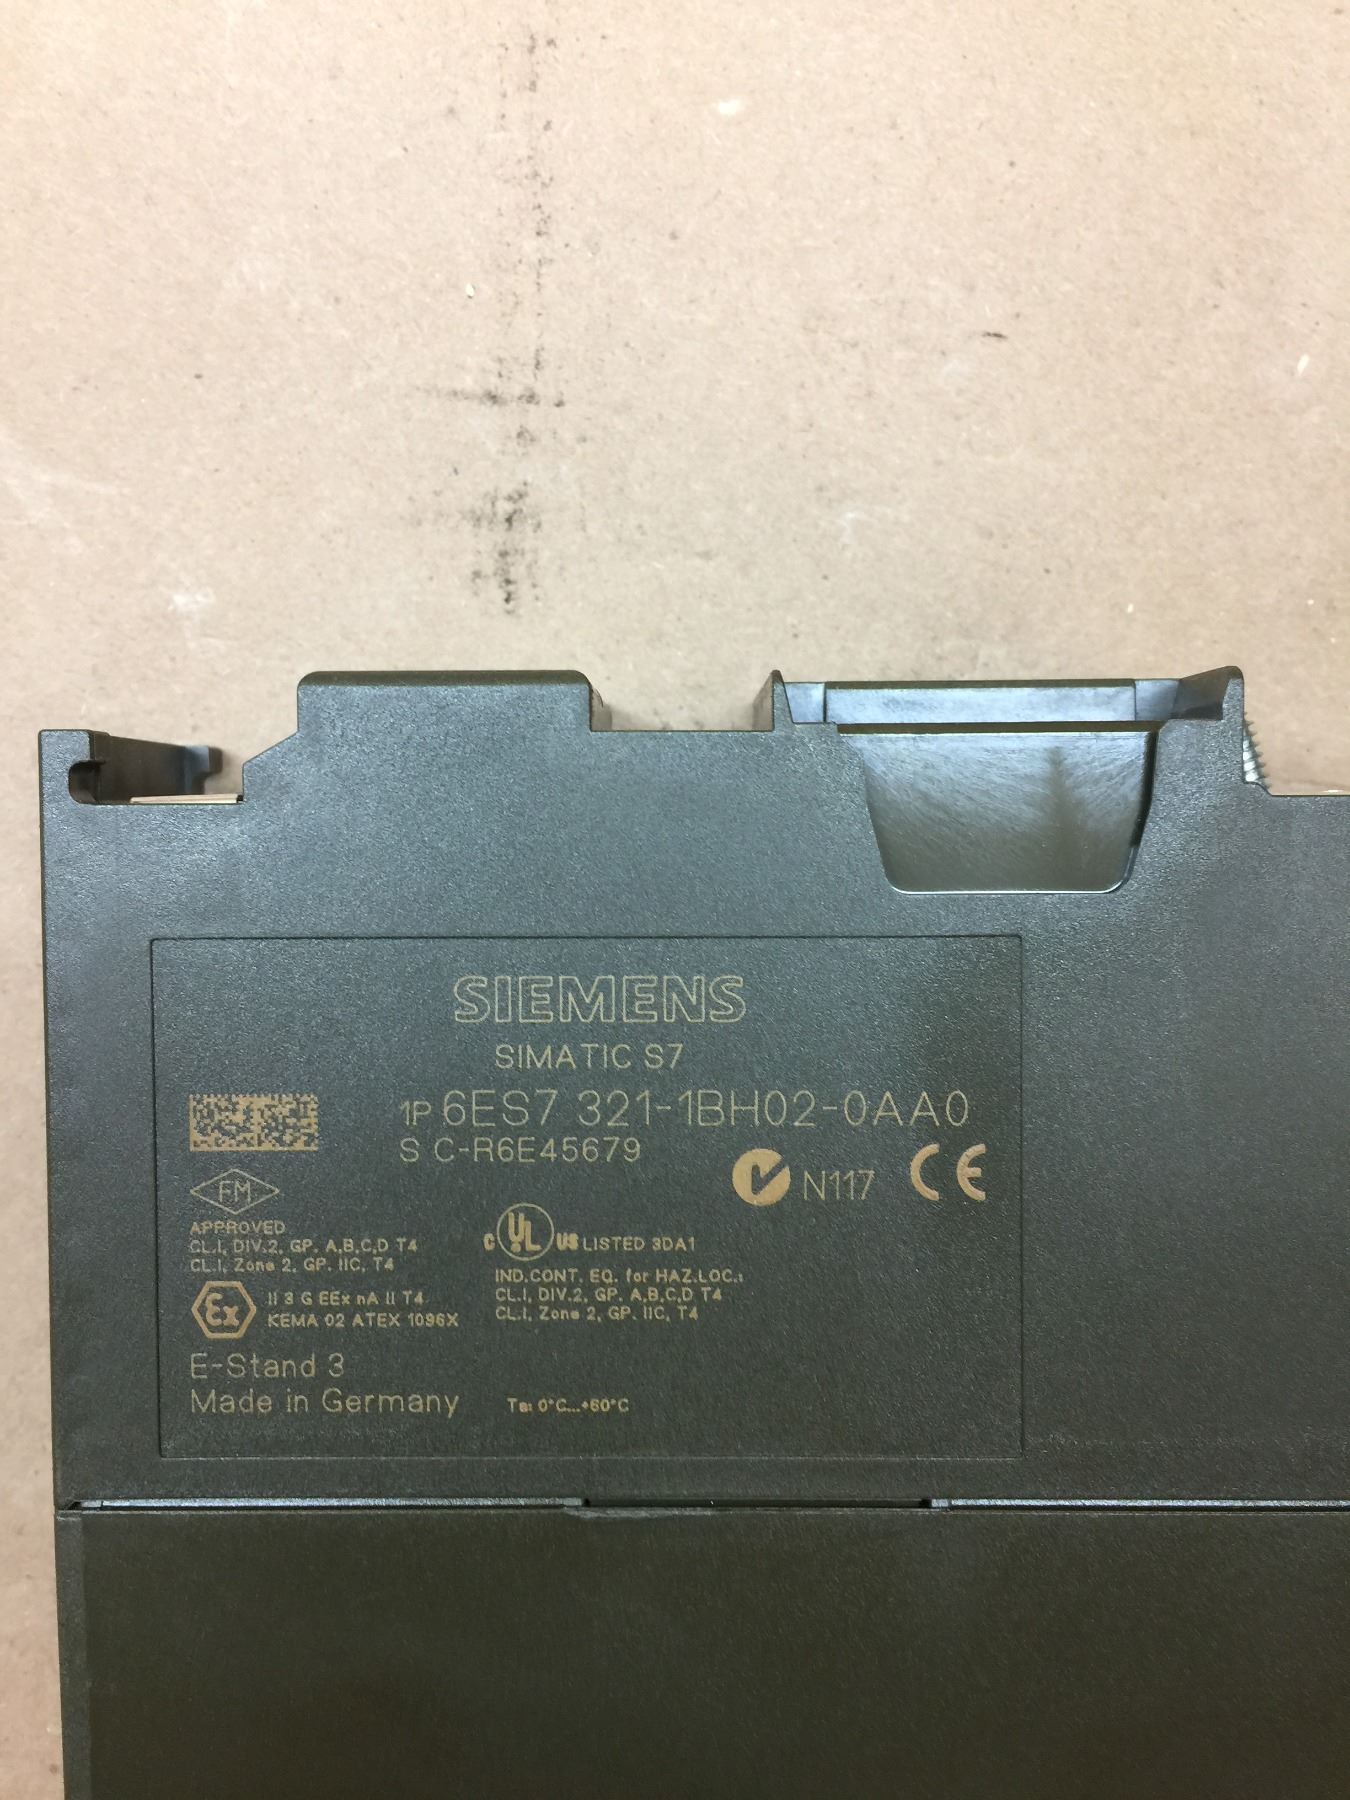 SIEMENS
SIMATIC S7
1P 6ES7 321-1BH02-0AA0
S C-R6E45679
N117 CE
FM
APPROVED
CL.I, DIV.2, GP. A,B,C,D T4
CL.I, Zone 2, GP. IIC, T4
C UL US LISTED 3DA1
IND.CONT. EQ. for HAZ.LOC.:
CL.I, DIV.2, GP. A,B,C,D T4
CL.I, Zone 2, GP. IIC, T4
Ex II 3 G EEx nA II T4
KEMA 02 ATEX 1096X
E-Stand 3
Made in Germany
Ta: 0°C...+60°C